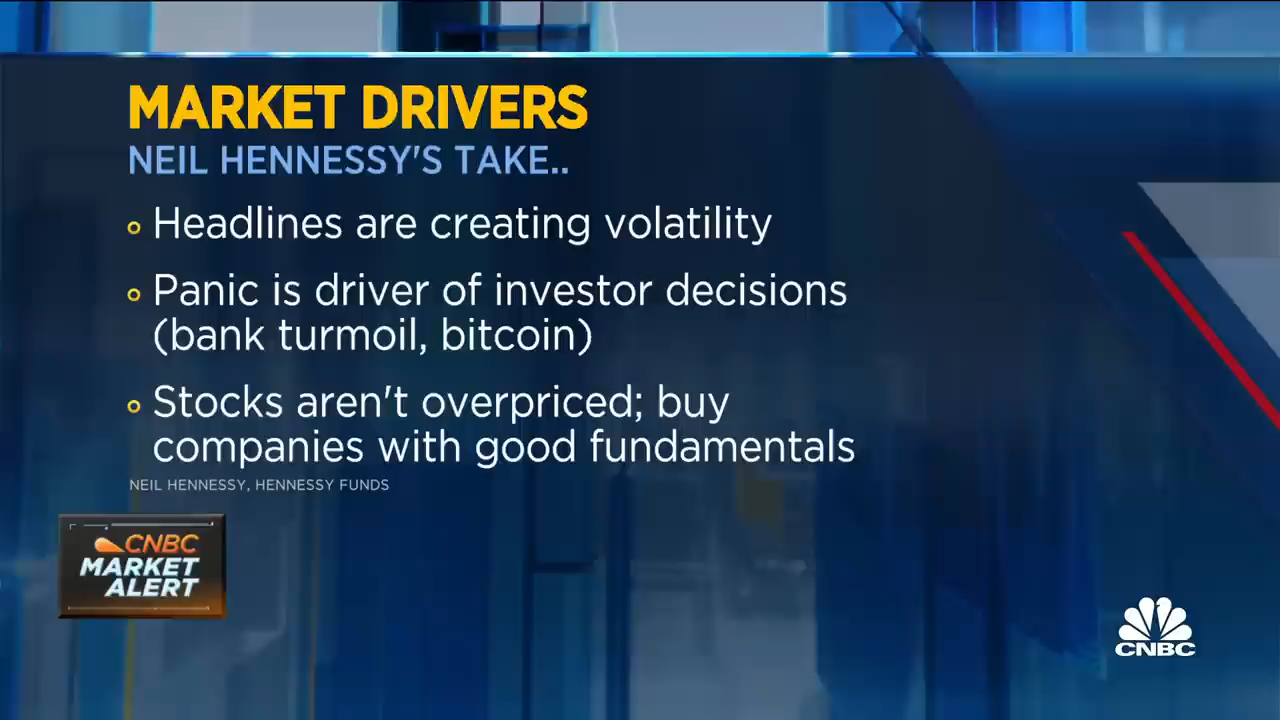 MARKET DRIVERS
NEIL HENNESSY'S TAKE..
Headlines are creating volatility
Panic is driver of investor decisions
(bank turmoil, bitcoin)
Stocks aren't overpriced; buy
companies with good fundamentals
NEIL HENNESSY, HENNESSY FUNDS
CNBC
MARKET
ALERT
CNBC